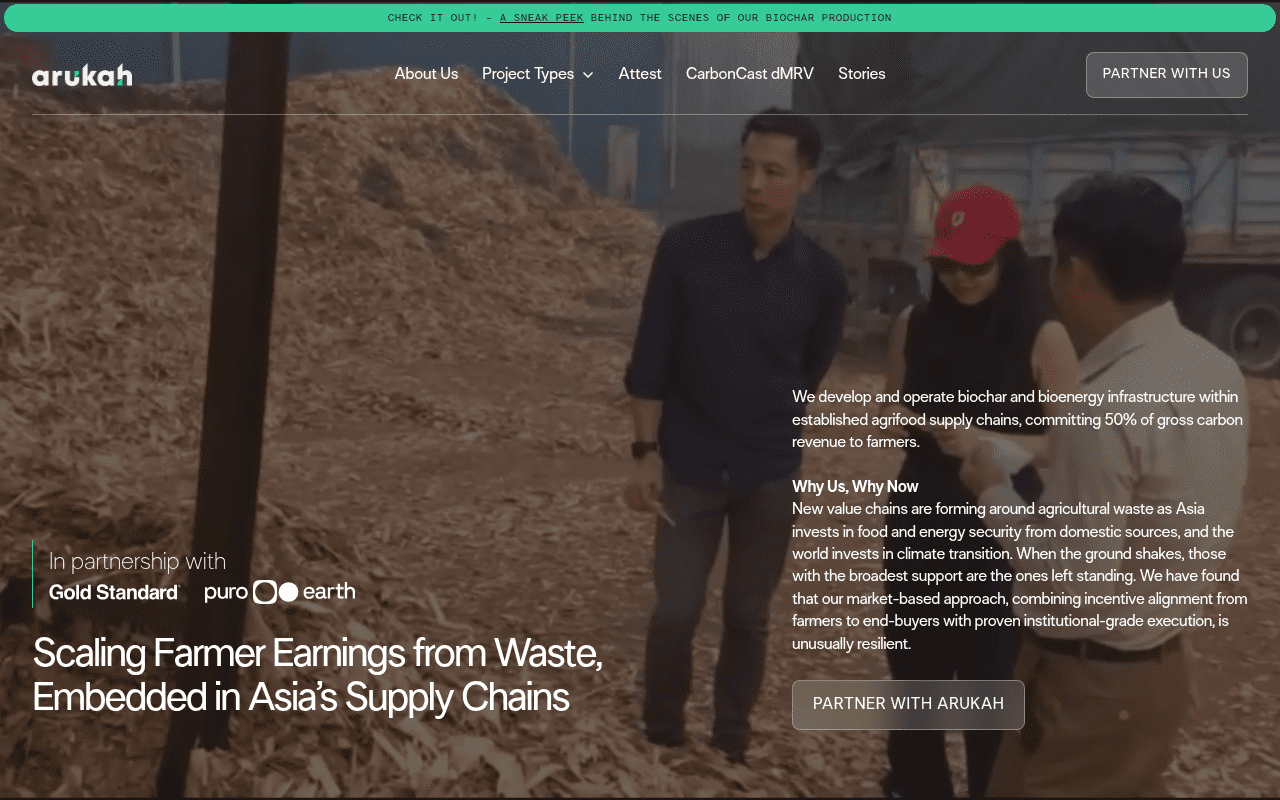 CHECK IT OUT! – A SNEAK PEEK BEHIND THE SCENES OF OUR BIOCHAR PRODUCTION
arukah
About Us
Project Types
Attest
CarbonCast dMRV
Stories
PARTNER WITH US
We develop and operate biochar and bioenergy infrastructure within
established agrifood supply chains, committing 50% of gross carbon
revenue to farmers.
Why Us, Why Now
New value chains are forming around agricultural waste as Asia
invests in food and energy security from domestic sources, and the
world invests in climate transition. When the ground shakes, those
with the broadest support are the ones left standing. We have found
that our market-based approach, combining incentive alignment from
farmers to end-buyers with proven institutional-grade execution, is
unusually resilient.
PARTNER WITH ARUKAH
In partnership with
Gold Standard
puro earth
Scaling Farmer Earnings from Waste,
Embedded in Asia’s Supply Chains